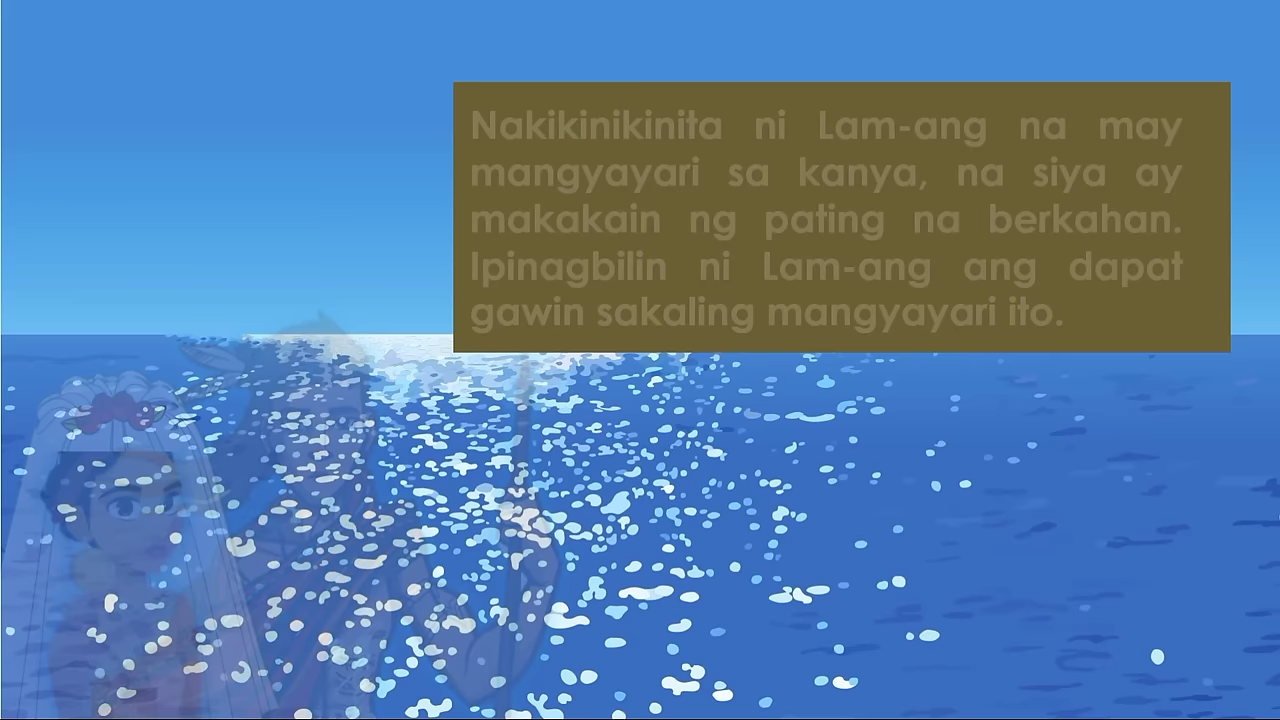 Nakikinikinita ni Lam-ang na may
mangyayari sa kanya, na siya ay
makakain ng pating na berkahan.
Ipinagbilin ni Lam-ang ang dapat
gawin sakaling mangyayari ito.